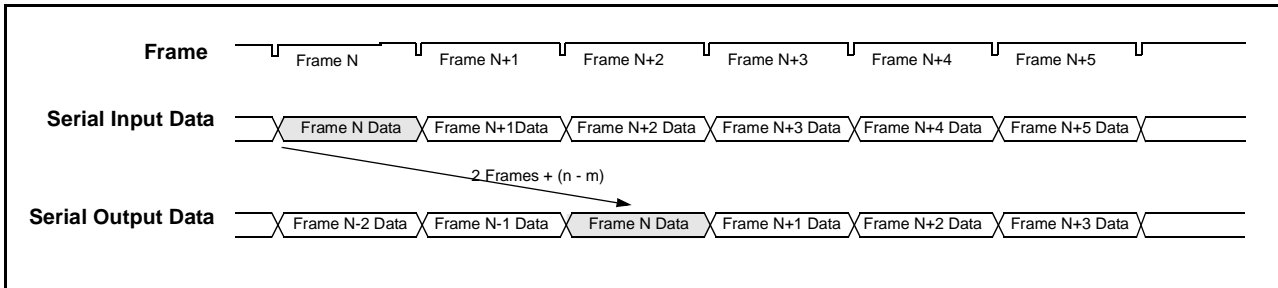 Frame
Frame N
Frame N+1
Frame N+2
Frame N+3
Frame N+4
Frame N+5
Serial Input Data
Frame N Data
Frame N+1Data
Frame N+2 Data
Frame N+3 Data
Frame N+4 Data
Frame N+5 Data
2 Frames + (n - m)
Serial Output Data
Frame N-2 Data
Frame N-1 Data
Frame N Data
Frame N+1 Data
Frame N+2 Data
Frame N+3 Data